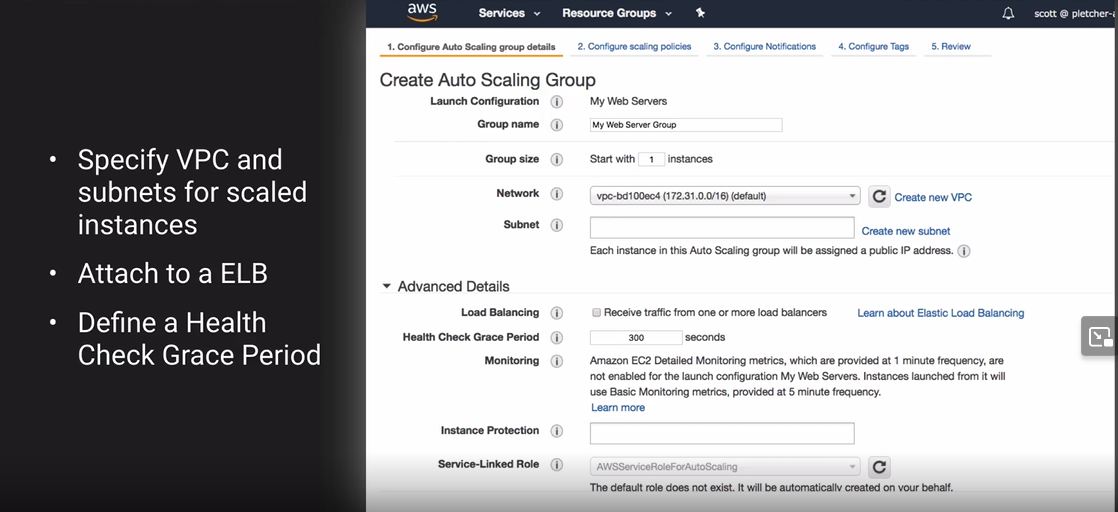 • Specify VPC and
subnets for scaled
instances
• Attach to a ELB
• Define a Health
Check Grace Period
aws Services Resource Groups scott @ pletcher-
1. Configure Auto Scaling group details 2. Configure scaling policies 3. Configure Notifications 4. Configure Tags 5. Review
Create Auto Scaling Group
Launch Configuration i My Web Servers
Group name i My Web Server Group
Group size i Start with 1 instances
Network i vpc-bd100ec4 (172.31.0.0/16) (default) Create new VPC
Subnet i Create new subnet
Each instance in this Auto Scaling group will be assigned a public IP address. i
Advanced Details
Load Balancing i Receive traffic from one or more load balancers Learn about Elastic Load Balancing
Health Check Grace Period i 300 seconds
Monitoring i Amazon EC2 Detailed Monitoring metrics, which are provided at 1 minute frequency, are
not enabled for the launch configuration My Web Servers. Instances launched from it will
use Basic Monitoring metrics, provided at 5 minute frequency.
Learn more
Instance Protection i
Service-Linked Role i AWSServiceRoleForAutoScaling
The default role does not exist. It will be automatically created on your behalf.